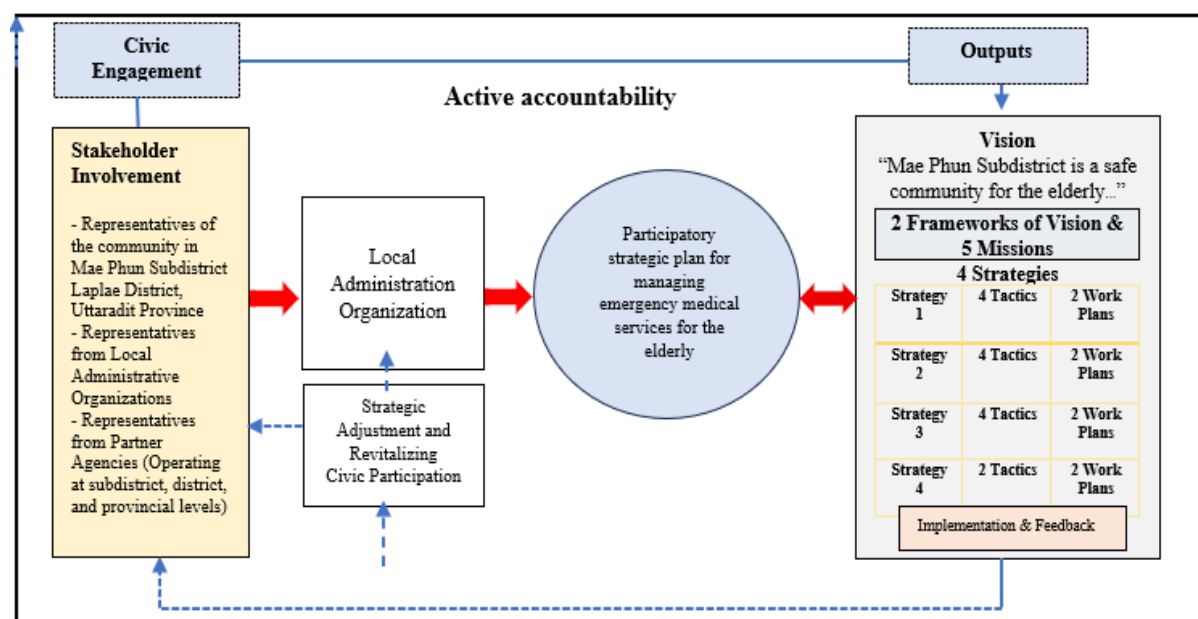 Civic
Engagement
Outputs
Active accountability
Stakeholder
Involvement
- Representatives of
the community in
Mae Phun Subdistrict
Laplae District,
Uttaradit Province
- Representatives
from Local
Administrative
Organizations
- Representatives
from Partner
Agencies (Operating
at subdistrict, district,
and provincial levels)
Local
Administration
Organization
Strategic
Adjustment and
Revitalizing
Civic Participation
Participatory
strategic plan for
managing
emergency medical
services for the
elderly
Vision
“Mae Phun Subdistrict is a safe
community for the elderly...”
2 Frameworks of Vision &
5 Missions
4 Strategies
Strategy 4 Tactics 2 Work
1 Plans
Strategy 4 Tactics 2 Work
2 Plans
Strategy 4 Tactics 2 Work
3 Plans
Strategy 2 Tactics 2 Work
4 Plans
Implementation & Feedback